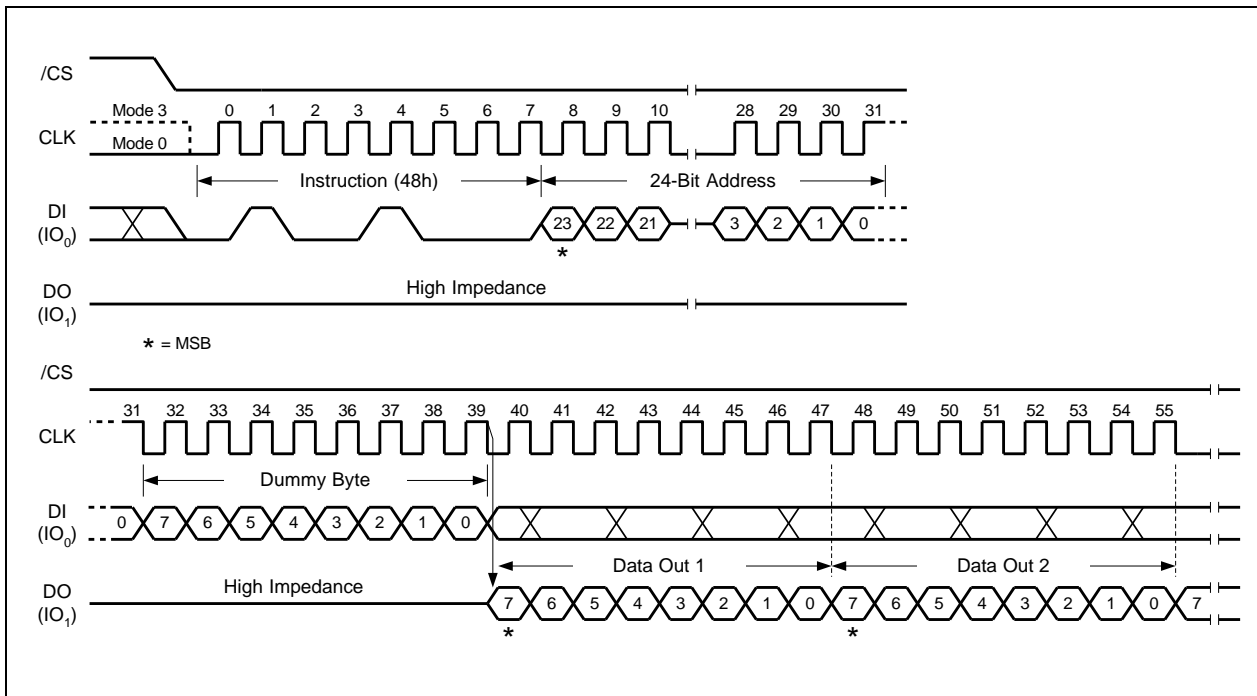 /CS
Mode 3 0 1 2 3 4 5 6 7 8 9 10 28 29 30 31
CLK
Mode 0
Instruction (48h) 24-Bit Address
DI
(IO0) 23 22 21 3 2 1 0
*
High Impedance
DO
(IO1)
* = MSB
/CS
31 32 33 34 35 36 37 38 39 40 41 42 43 44 45 46 47 48 49 50 51 52 53 54 55
CLK
Dummy Byte
DI
(IO0) 0 7 6 5 4 3 2 1 0
Data Out 1 Data Out 2
High Impedance
DO
(IO1) 7 6 5 4 3 2 1 0 7 6 5 4 3 2 1 0 7
* *